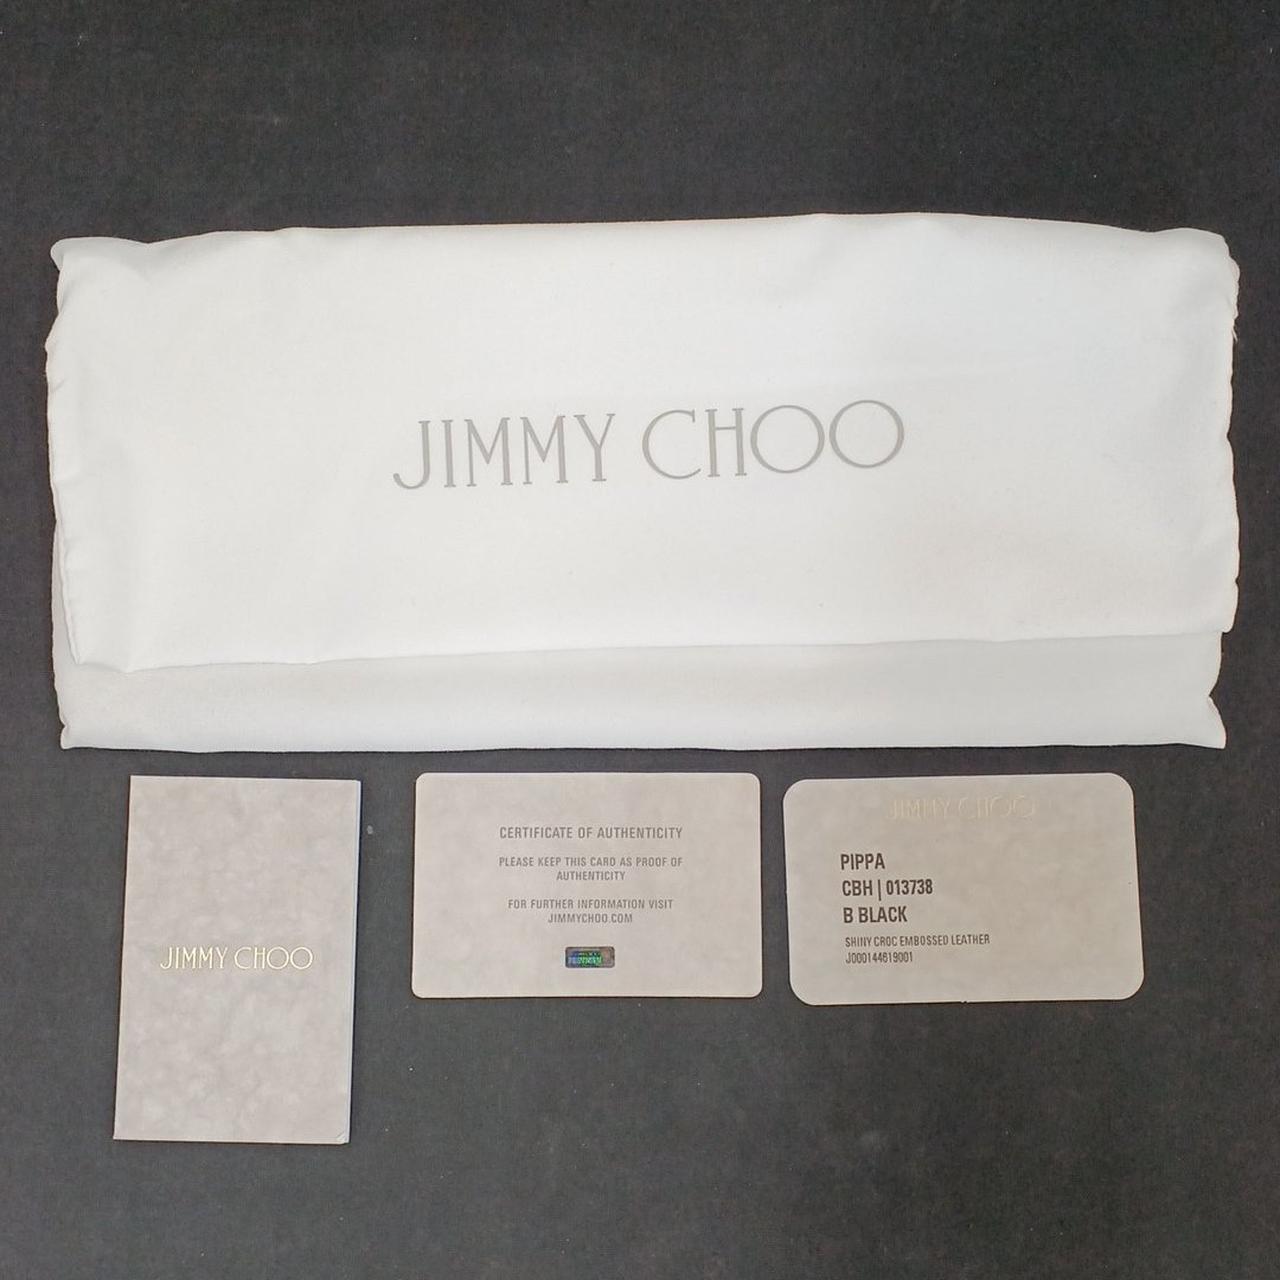 JIMMY CHOO
JIMMY CHOO
CERTIFICATE OF AUTHENTICITY
PLEASE KEEP THIS CARD AS PROOF OF
AUTHENTICITY
FOR FURTHER INFORMATION VISIT
JIMMYCHOO.COM
JIMMY CHOO
PIPPA
CBH | 013738
B BLACK
SHINY CROC EMBOSSED LEATHER
J000144619001